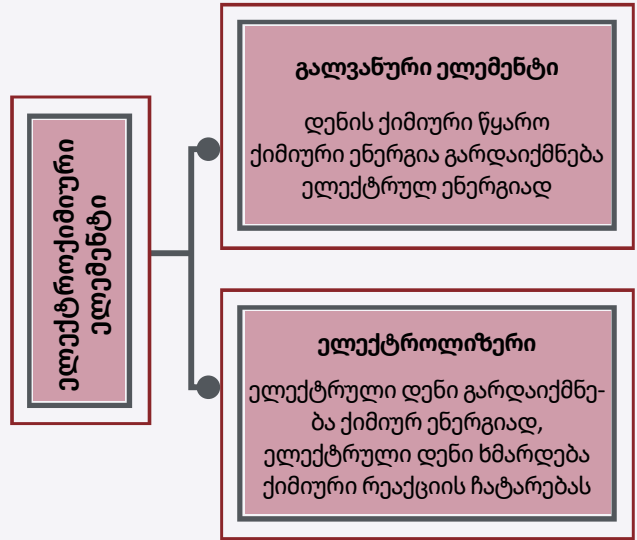 ელექტროქიმიური
ელემენტი
გალვანური ელემენტი
დენის ქიმიური წყარო
ქიმიური ენერგია გარდაიქმნება
ელექტრულ ენერგიად
ელექტროლიზერი
ელექტრული დენი გარდაიქმნე-
ბა ქიმიურ ენერგიად,
ელექტრული დენი ხმარდება
ქიმიური რეაქციის ჩატარებას